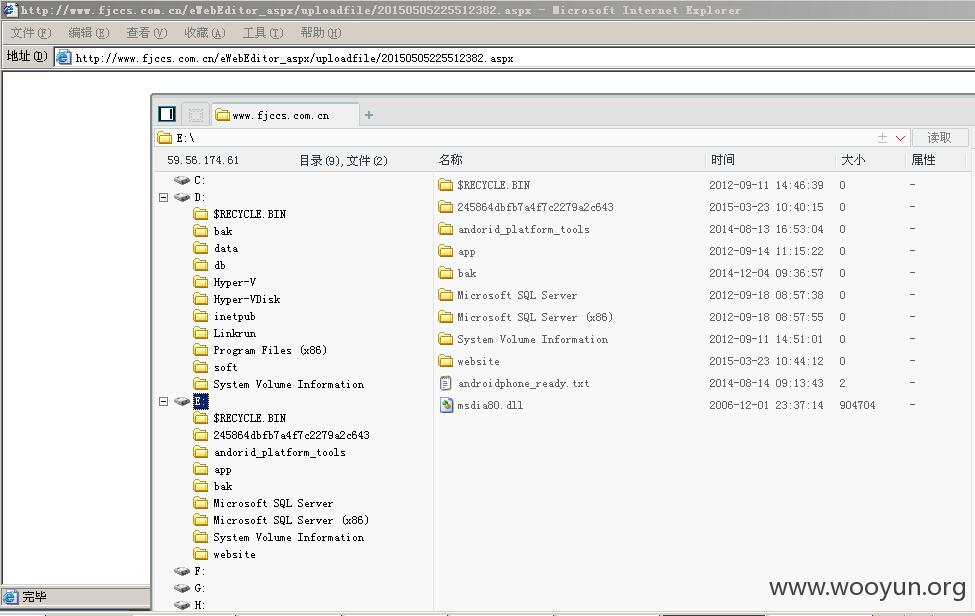 http://www.fjccs.com.cn/eWebEditor_aspx/uploadfile/20150505225512382.aspx - Microsoft Internet Explorer
文件(F) 编辑(E) 查看(V) 收藏(A) 工具(T) 帮助(H)
地址(D) http://www.fjccs.com.cn/eWebEditor_aspx/uploadfile/20150505225512382.aspx
www.fjccs.com.cn +
E:\ 读取
59.56.174.61 目录(9),文件(2)
C:
D:
$RECYCLE.BIN
bak
data
db
Hyper-V
Hyper-VDisk
inetpub
Linkrun
Program Files (x86)
soft
System Volume Information
E:
$RECYCLE.BIN
245864dbfb7a4f7c2279a2c643
andorid_platform_tools
app
bak
Microsoft SQL Server
Microsoft SQL Server (x86)
System Volume Information
website
F:
G:
H:
名称 时间 大小 属性
$RECYCLE.BIN 2012-09-11 14:46:39 0 -
245864dbfb7a4f7c2279a2c643 2015-03-23 10:40:15 0 -
andorid_platform_tools 2014-08-13 16:53:04 0 -
app 2012-09-14 11:15:22 0 -
bak 2014-12-04 09:36:57 0 -
Microsoft SQL Server 2012-09-18 08:57:38 0 -
Microsoft SQL Server (x86) 2012-09-18 08:57:55 0 -
System Volume Information 2012-09-11 14:51:01 0 -
website 2015-03-23 10:44:12 0 -
androidphone_ready.txt 2014-08-14 09:13:43 2 -
msdia80.dll 2006-12-01 23:37:14 904704 -
完毕
www.wooyun.org